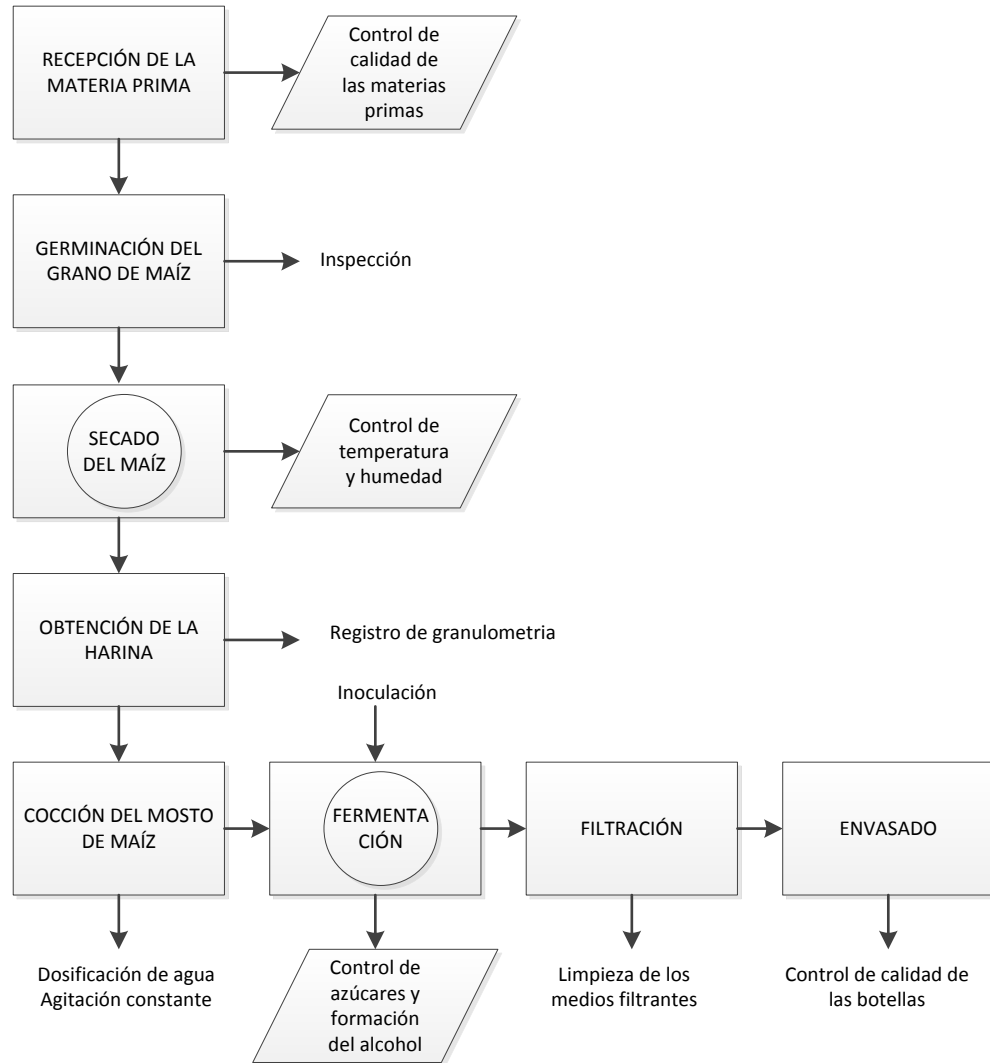 RECEPCIÓN DE LA
MATERIA PRIMA
Control de
calidad de
las materias
primas
GERMINACIÓN DEL
GRANO DE MAÍZ
Inspección
SECADO
DEL MAÍZ
Control de
temperatura
y humedad
OBTENCIÓN DE LA
HARINA
Registro de granulometria
Inoculación
COCCIÓN DEL MOSTO
DE MAÍZ
FERMENTA
CIÓN
FILTRACIÓN
ENVASADO
Dosificación de agua
Agitación constante
Control de
azúcares y
formación
del alcohol
Limpieza de los
medios filtrantes
Control de calidad de
las botellas